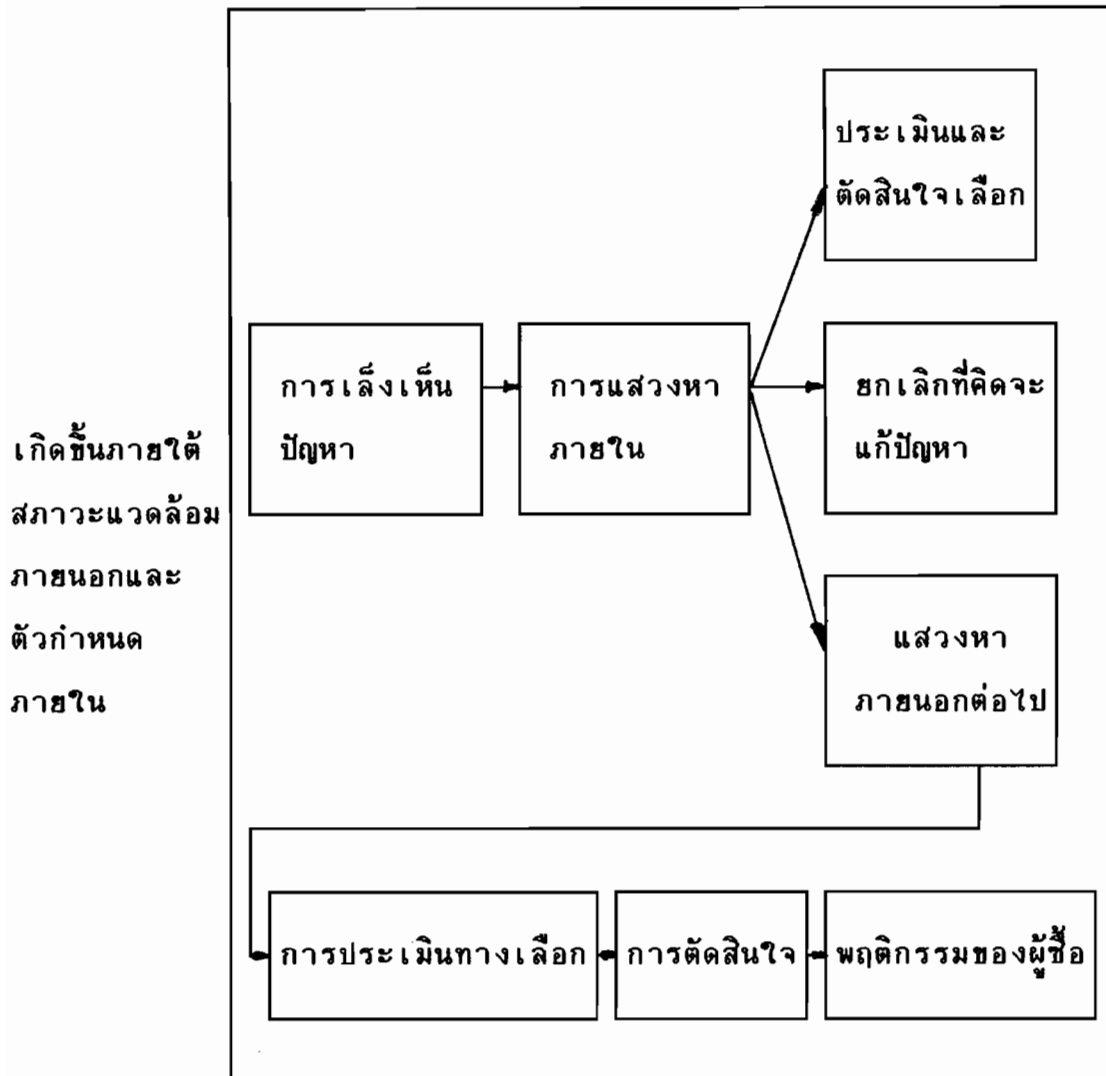 เกิดขึ้นภายใต้
สภาวะแวดล้อม
ภายนอกและ
ตัวกำหนด
ภายใน
การเล็งเห็น
ปัญหา
การแสวงหา
ภายใน
ประเมินและ
ตัดสินใจเลือก
ยกเลิกที่คิดจะ
แก้ปัญหา
แสวงหา
ภายนอกต่อไป
การประเมินทางเลือก
การตัดสินใจ
พฤติกรรมของผู้ซื้อ